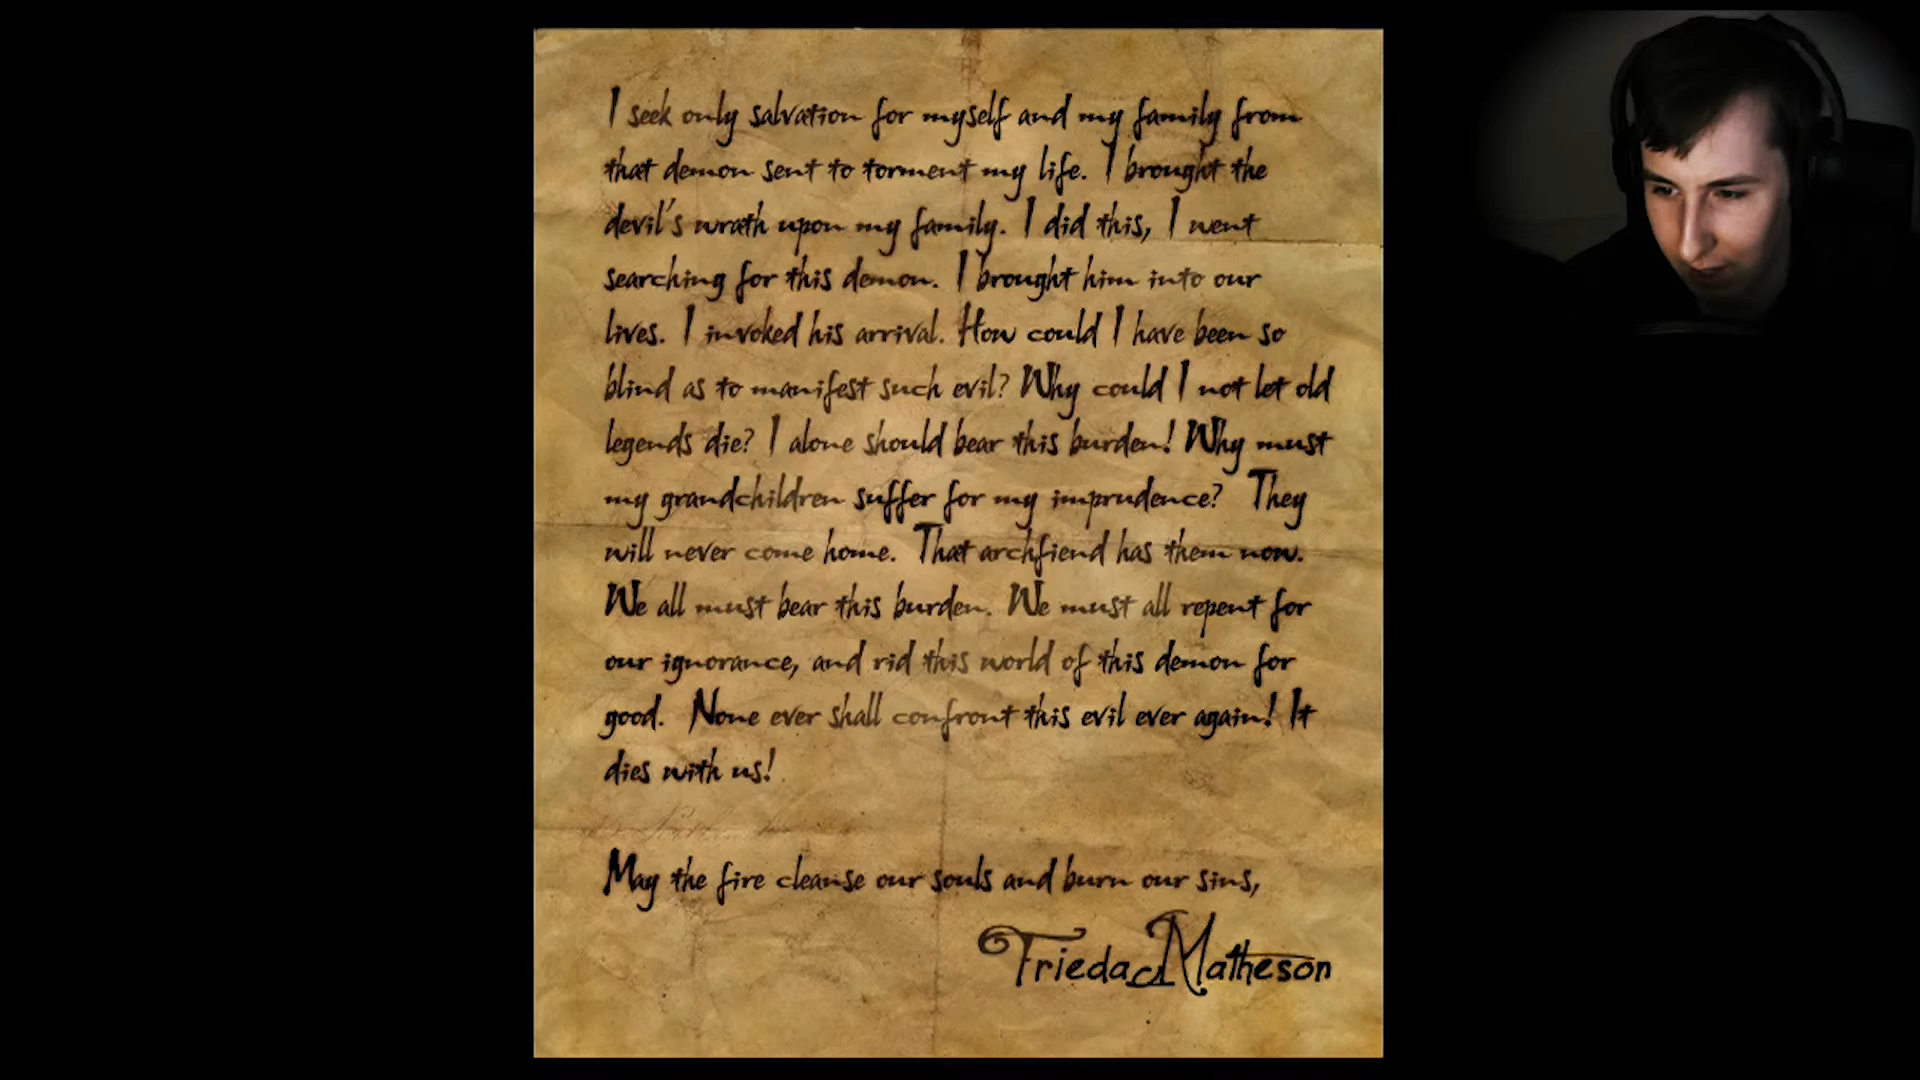 I seek only salvation for myself and my family from
that demon sent to torment my life. I brought the
devil's wrath upon my family. I did this, I went
searching for this demon. I brought him into our
lives. I invoked his arrival. How could I have been so
blind as to manifest such evil? Why could I not let old
legends die? I alone should bear this burden! Why must
my grandchildren suffer for my imprudence? They
will never come home. That archfiend has them now.
We all must bear this burden. We must all repent for
our ignorance, and rid this world of this demon for
good. None ever shall confront this evil ever again! It
dies with us!
May the fire cleanse our souls and burn our sins,
Frieda Matheson